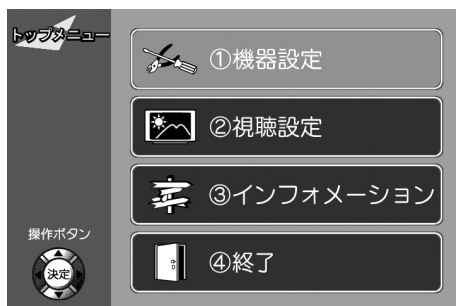 トップメニュー
①機器設定
②視聴設定
③インフォメーション
④終了
操作ボタン
決定